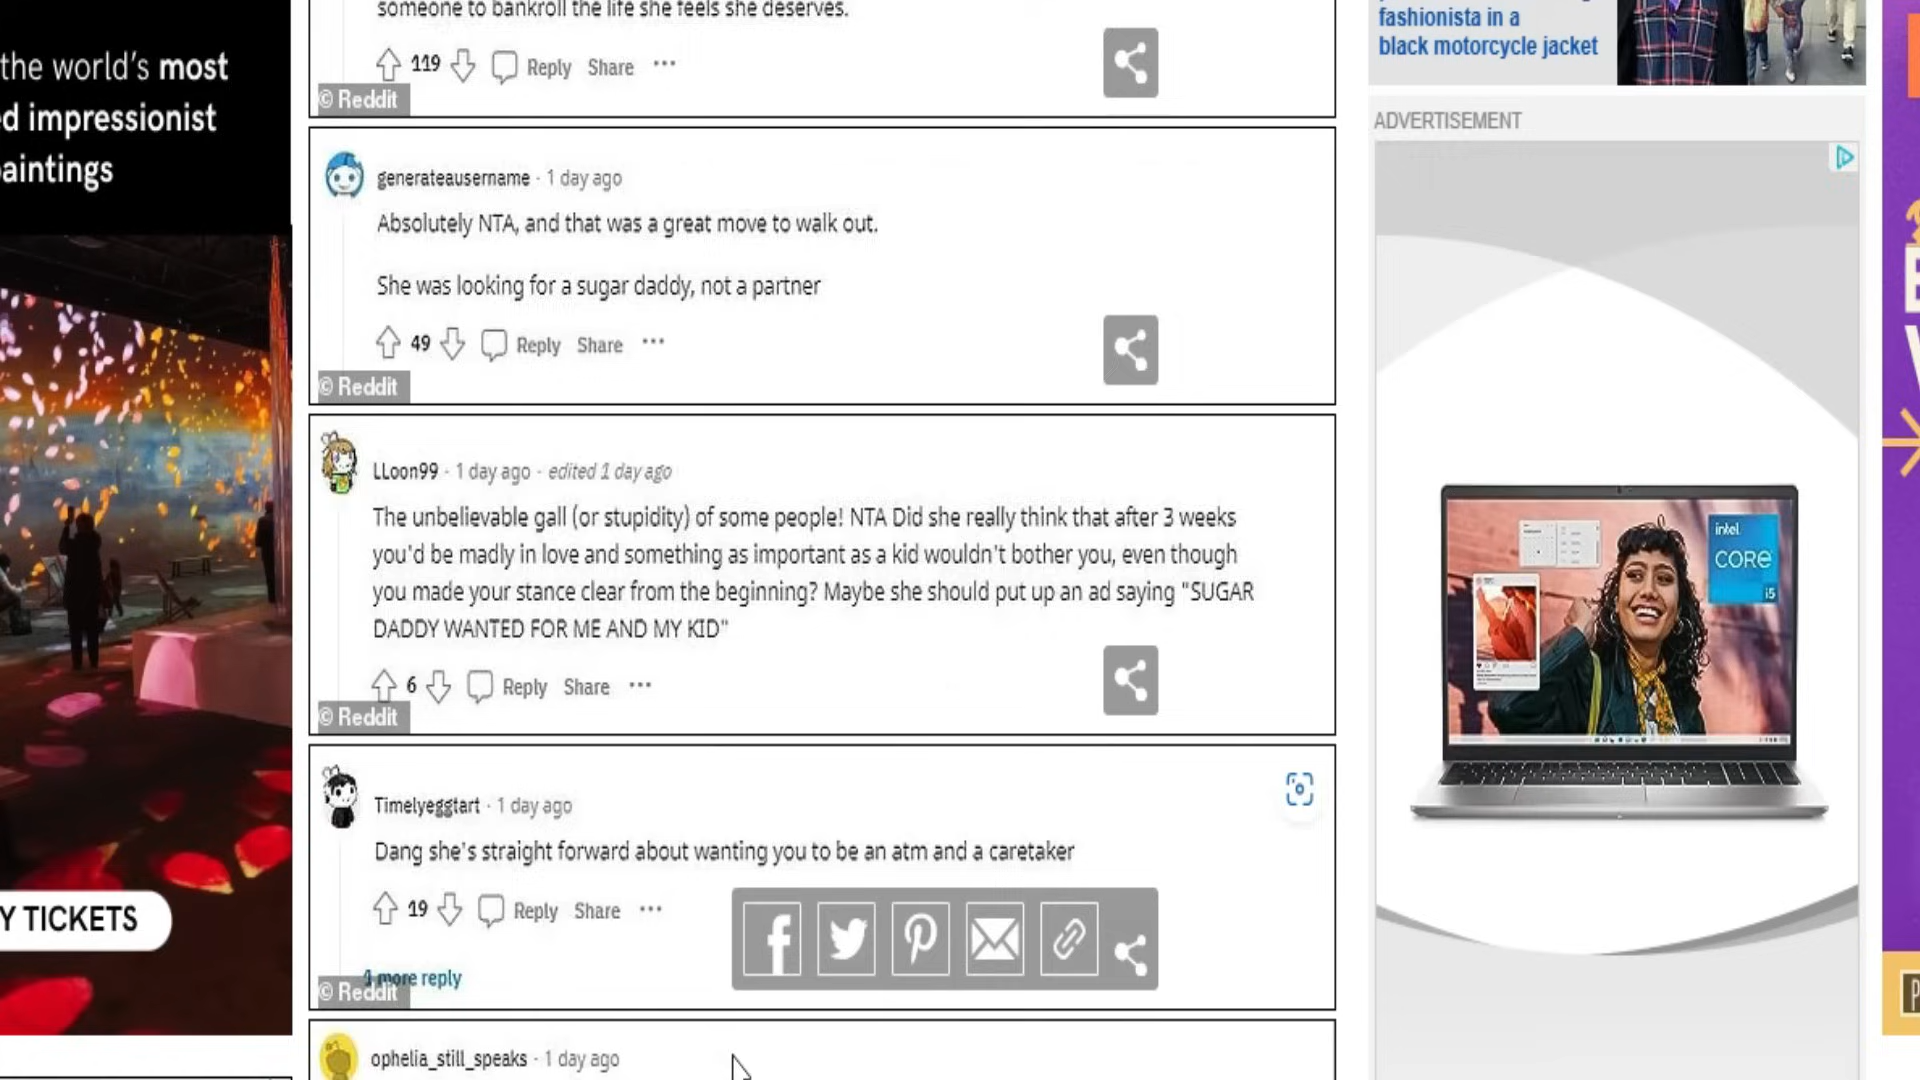 the world's most
ed impressionist
paintings
Y TICKETS
someone to bankroll the life she feels she deserves.
119 Reply Share ...
© Reddit
generateausername · 1 day ago
Absolutely NTA, and that was a great move to walk out.
She was looking for a sugar daddy, not a partner
49 Reply Share ...
© Reddit
LLoon99 · 1 day ago · edited 1 day ago
The unbelievable gall (or stupidity) of some people! NTA Did she really think that after 3 weeks
you'd be madly in love and something as important as a kid wouldn't bother you, even though
you made your stance clear from the beginning? Maybe she should put up an ad saying "SUGAR
DADDY WANTED FOR ME AND MY KID"
6 Reply Share ...
© Reddit
Timelyeggtart · 1 day ago
Dang she's straight forward about wanting you to be an atm and a caretaker
19 Reply Share ...
1 more reply
© Reddit
ophelia_still_speaks · 1 day ago
fashionista in a
black motorcycle jacket
ADVERTISEMENT
intel
CORE
i5